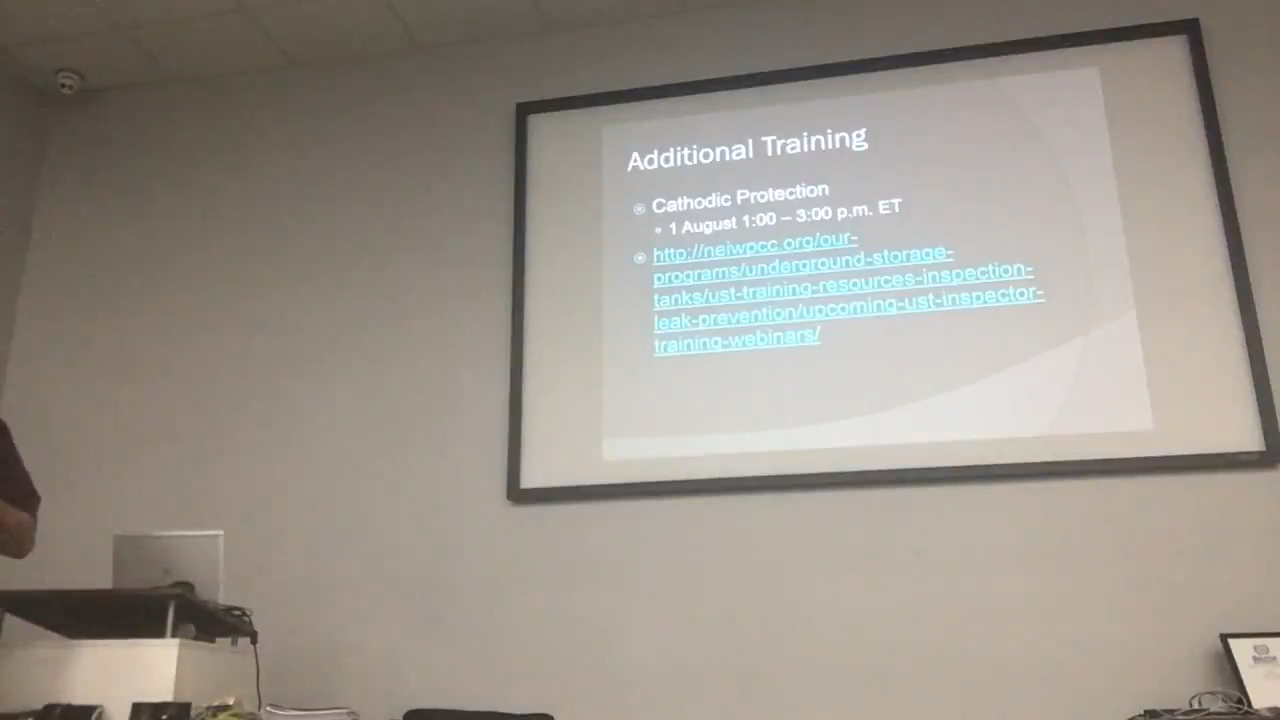 Additional Training
Cathodic Protection
1 August 1:00 – 3:00 p.m. ET
http://neiwpcc.org/our-
programs/underground-storage-
tanks/ust-training-resources-inspection-
leak-prevention/upcoming-ust-inspector-
training-webinars/